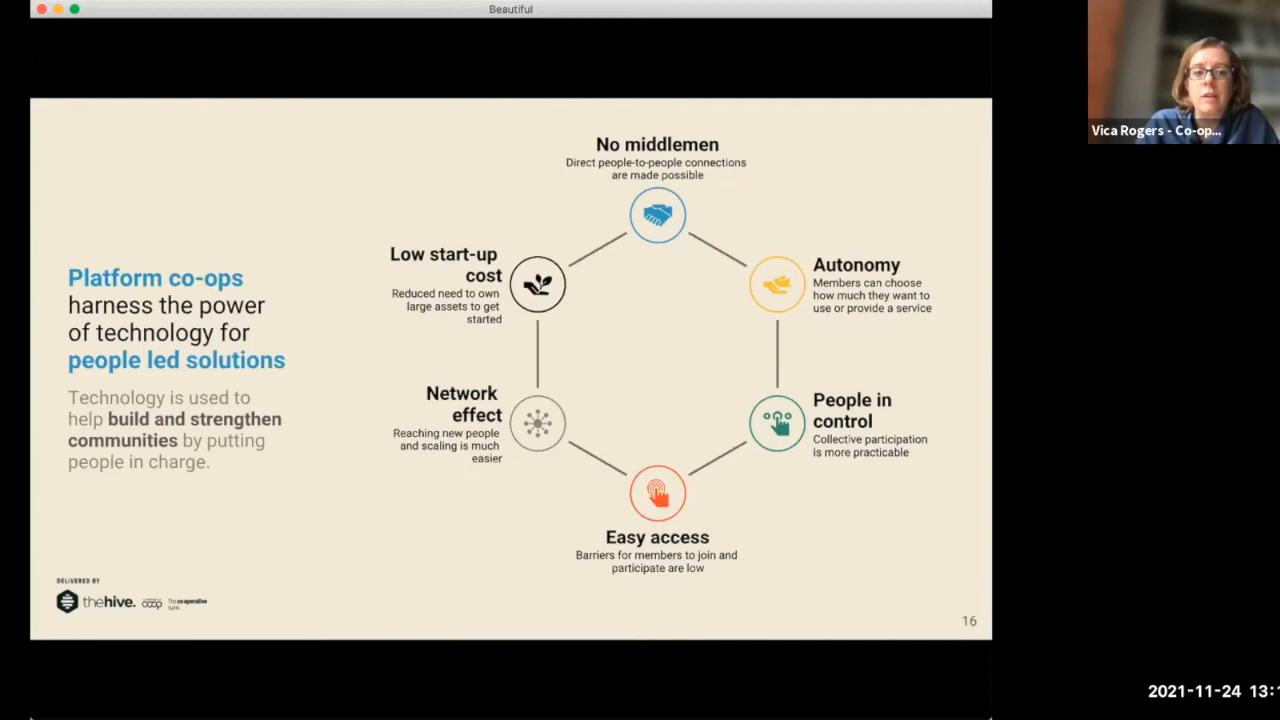 Beautiful
Vica Rogers - Co-op...
Platform co-ops
harness the power
of technology for
people led solutions
Technology is used to
help build and strengthen
communities by putting
people in charge.
No middlemen
Direct people-to-people connections
are made possible
Autonomy
Members can choose
how much they want to
use or provide a service
People in
control
Collective participation
is more practicable
Easy access
Barriers for members to join and
participate are low
Network
effect
Reaching new people
and scaling is much
easier
Low start-up
cost
Reduced need to own
large assets to get
started
DELIVERED BY
thehive.
coop
The co-operative
bank
16
2021-11-24 13: